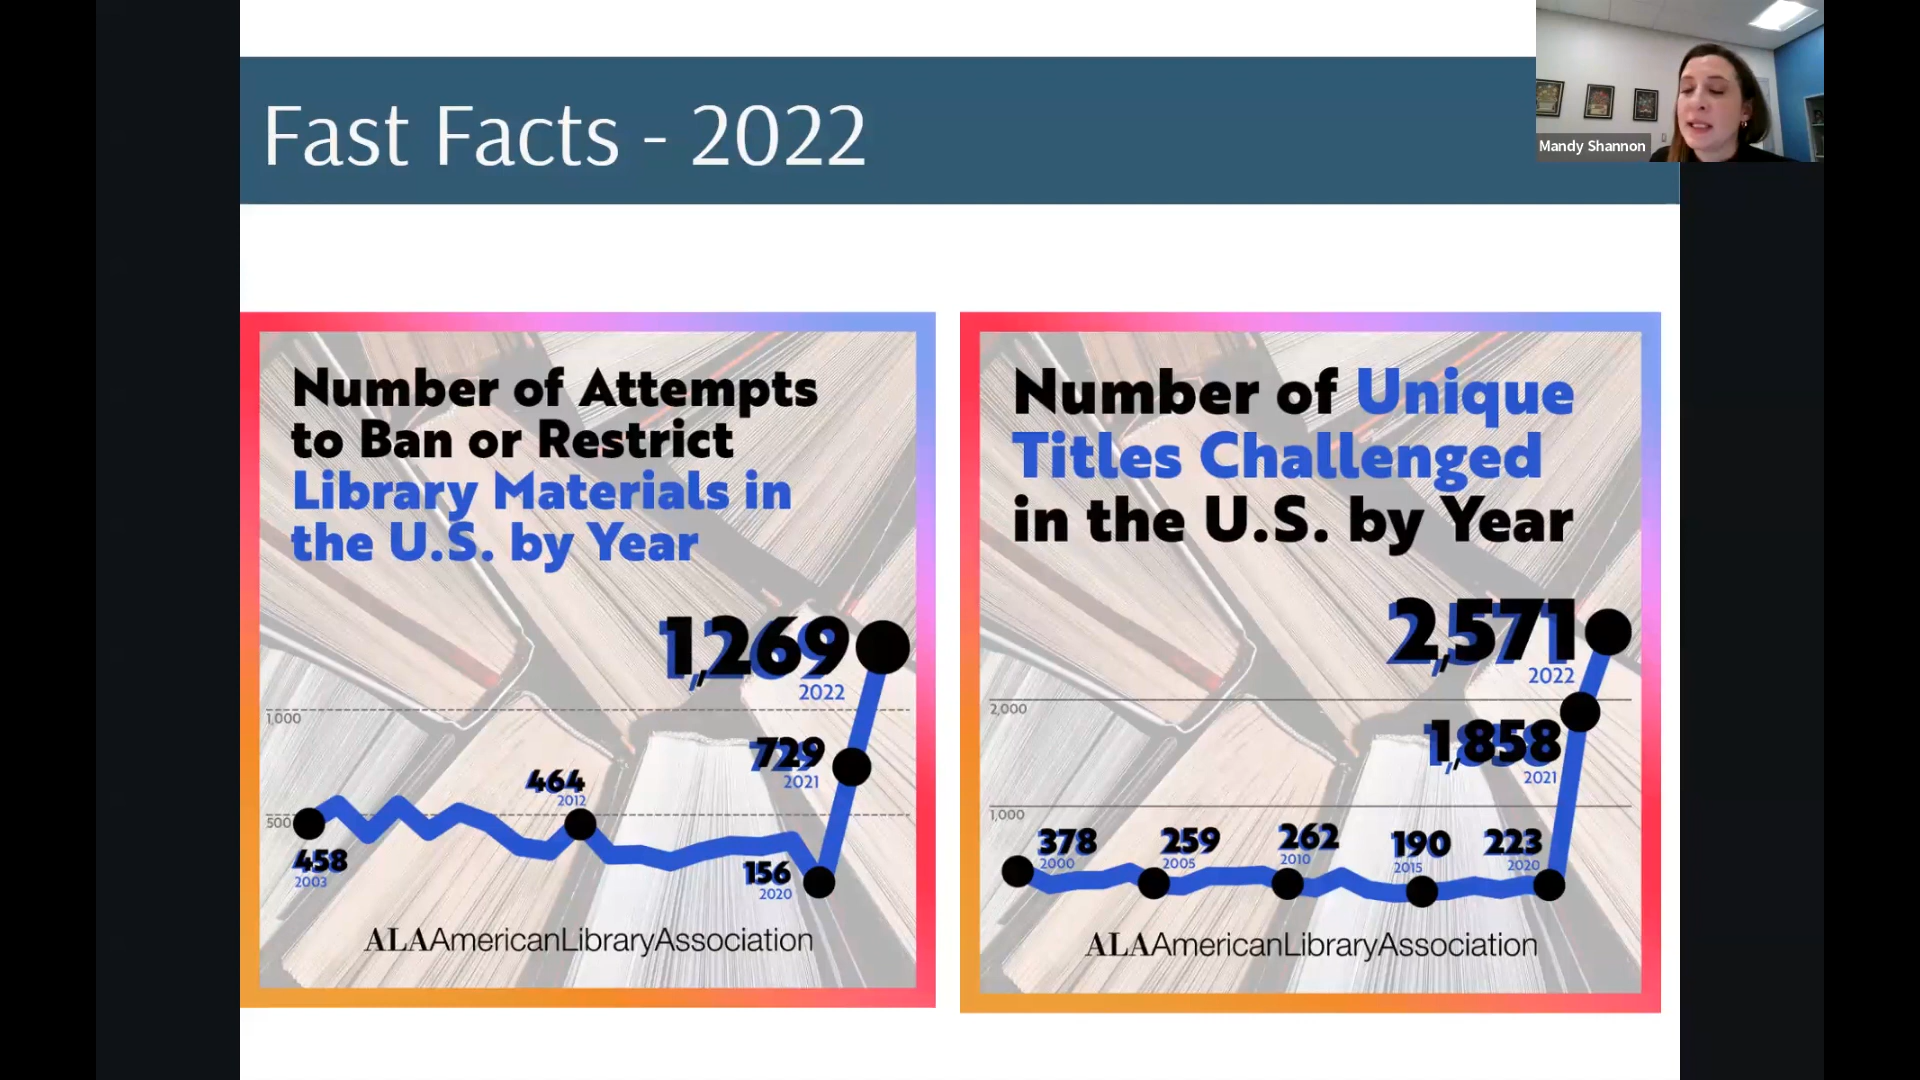 Fast Facts - 2022
Mandy Shannon
Number of Attempts
to Ban or Restrict
Library Materials in
the U.S. by Year
1,269
2022
1,000
729
2021
464
2012
500
458
2003
156
2020
ALAAmericanLibraryAssociation
Number of Unique
Titles Challenged
in the U.S. by Year
2,571
2022
2,000
1,858
2021
1,000
378
2000
259
2005
262
2010
190
2015
223
2020
ALAAmericanLibraryAssociation